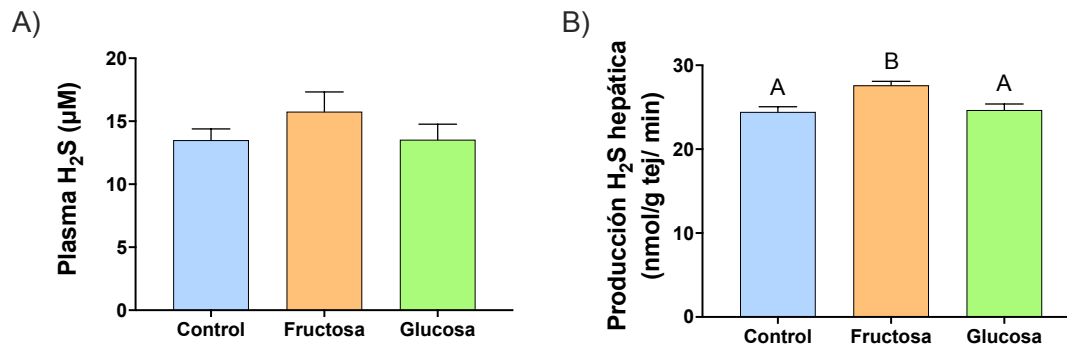 A)
Plasma H₂S (µM)
20
15
10
5
0
Control
Fructosa
Glucosa
B)
Producción H₂S hepática
(nmol/g tej/ min)
40
30
20
10
0
A
B
A
Control
Fructosa
Glucosa